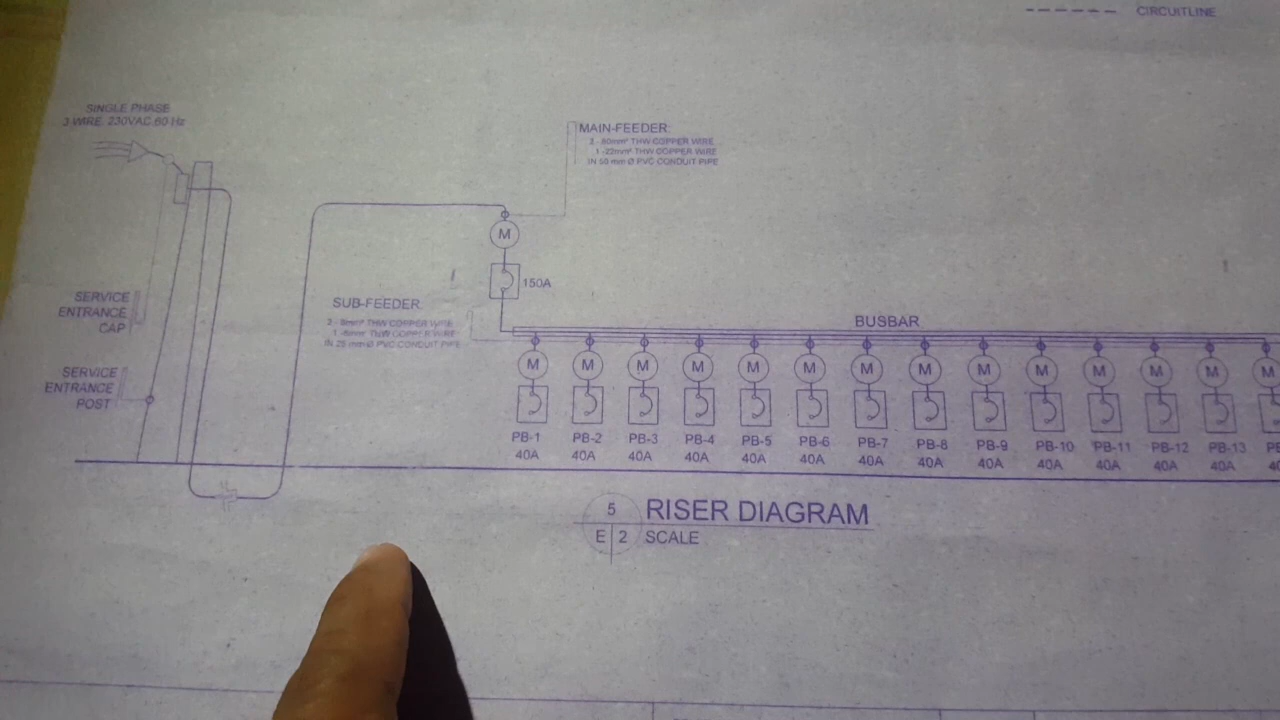 CIRCUITLINE
SINGLE PHASE
3 WIRE 230VAC 60 Hz
MAIN-FEEDER:
2 - 80mm² THW COPPER WIRE
1 -22mm² THW COPPER WIRE
IN 50 mm Ø PVC CONDUIT PIPE
M
150A
SERVICE
ENTRANCE
CAP
SUB-FEEDER:
2 - 8mm² THW COPPER WIRE
THW COPPER WIRE
IN 25 mm Ø PVC CONDUIT PIPE
BUSBAR
SERVICE
ENTRANCE
POST
M M M M M M M M M M M M M M
PB-1 PB-2 PB-3 PB-4 PB-5 PB-6 PB-7 PB-8 PB-9 PB-10 PB-11 PB-12 PB-13
40A 40A 40A 40A 40A 40A 40A 40A 40A 40A 40A 40A 40A
5 RISER DIAGRAM
E 2 SCALE